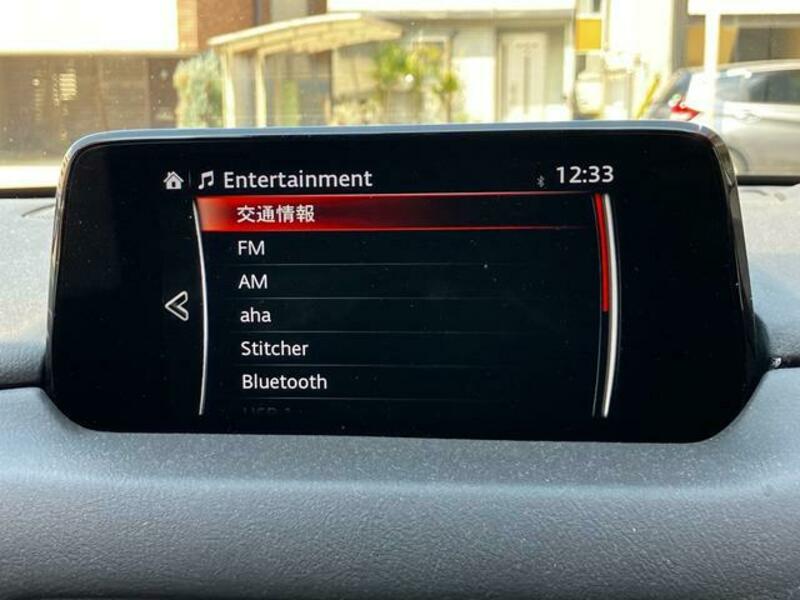 Entertainment 12:33
交通情報
FM
AM
aha
Stitcher
Bluetooth